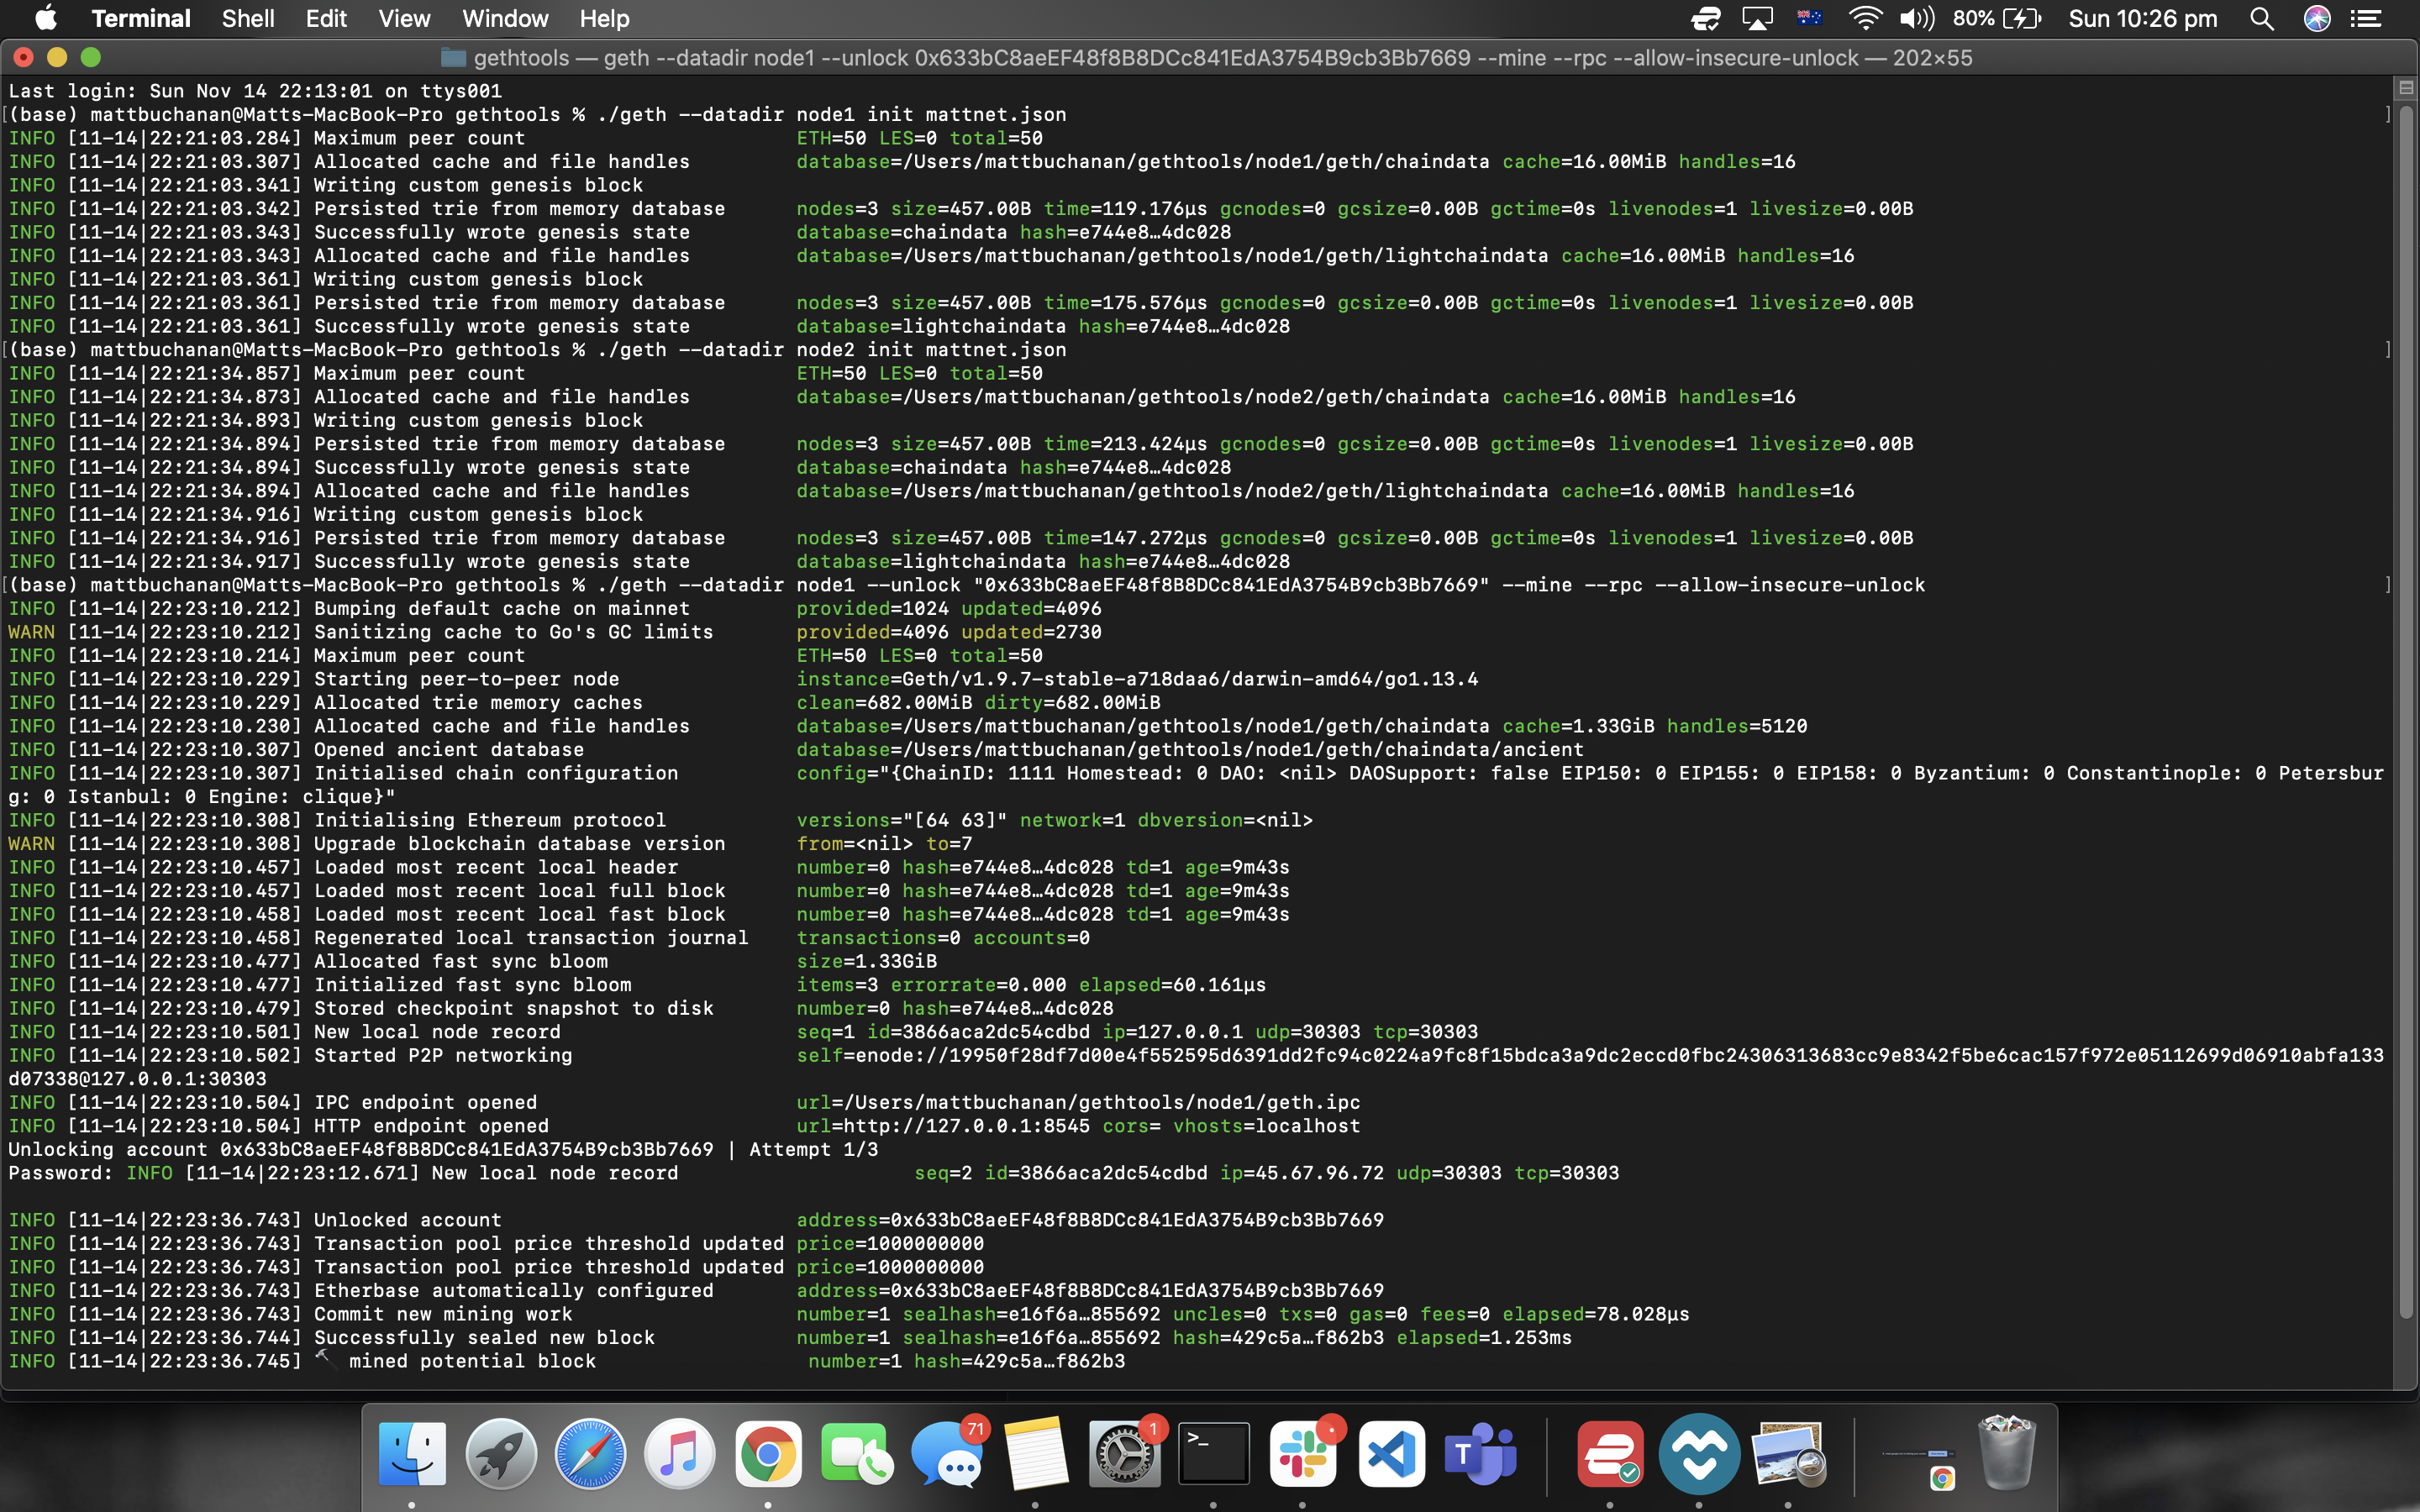 Terminal Shell Edit View Window Help 80% Sun 10:26 pm
gethtools — geth --datadir node1 --unlock 0x633bC8aeEF48f8B8DCc841EdA3754B9cb3Bb7669 --mine --rpc --allow-insecure-unlock — 202×55
Last login: Sun Nov 14 22:13:01 on ttys001
[(base) mattbuchanan@Matts-MacBook-Pro gethtools % ./geth --datadir node1 init mattnet.json ]
INFO [11-14|22:21:03.284] Maximum peer count ETH=50 LES=0 total=50
INFO [11-14|22:21:03.307] Allocated cache and file handles database=/Users/mattbuchanan/gethtools/node1/geth/chaindata cache=16.00MiB handles=16
INFO [11-14|22:21:03.341] Writing custom genesis block
INFO [11-14|22:21:03.342] Persisted trie from memory database nodes=3 size=457.00B time=119.176µs gcnodes=0 gcsize=0.00B gctime=0s livenodes=1 livesize=0.00B
INFO [11-14|22:21:03.343] Successfully wrote genesis state database=chaindata hash=e744e8…4dc028
INFO [11-14|22:21:03.343] Allocated cache and file handles database=/Users/mattbuchanan/gethtools/node1/geth/lightchaindata cache=16.00MiB handles=16
INFO [11-14|22:21:03.361] Writing custom genesis block
INFO [11-14|22:21:03.361] Persisted trie from memory database nodes=3 size=457.00B time=175.576µs gcnodes=0 gcsize=0.00B gctime=0s livenodes=1 livesize=0.00B
INFO [11-14|22:21:03.361] Successfully wrote genesis state database=lightchaindata hash=e744e8…4dc028
[(base) mattbuchanan@Matts-MacBook-Pro gethtools % ./geth --datadir node2 init mattnet.json ]
INFO [11-14|22:21:34.857] Maximum peer count ETH=50 LES=0 total=50
INFO [11-14|22:21:34.873] Allocated cache and file handles database=/Users/mattbuchanan/gethtools/node2/geth/chaindata cache=16.00MiB handles=16
INFO [11-14|22:21:34.893] Writing custom genesis block
INFO [11-14|22:21:34.894] Persisted trie from memory database nodes=3 size=457.00B time=213.424µs gcnodes=0 gcsize=0.00B gctime=0s livenodes=1 livesize=0.00B
INFO [11-14|22:21:34.894] Successfully wrote genesis state database=chaindata hash=e744e8…4dc028
INFO [11-14|22:21:34.894] Allocated cache and file handles database=/Users/mattbuchanan/gethtools/node2/geth/lightchaindata cache=16.00MiB handles=16
INFO [11-14|22:21:34.916] Writing custom genesis block
INFO [11-14|22:21:34.916] Persisted trie from memory database nodes=3 size=457.00B time=147.272µs gcnodes=0 gcsize=0.00B gctime=0s livenodes=1 livesize=0.00B
INFO [11-14|22:21:34.917] Successfully wrote genesis state database=lightchaindata hash=e744e8…4dc028
[(base) mattbuchanan@Matts-MacBook-Pro gethtools % ./geth --datadir node1 --unlock "0x633bC8aeEF48f8B8DCc841EdA3754B9cb3Bb7669" --mine --rpc --allow-insecure-unlock ]
INFO [11-14|22:23:10.212] Bumping default cache on mainnet provided=1024 updated=4096
WARN [11-14|22:23:10.212] Sanitizing cache to Go's GC limits provided=4096 updated=2730
INFO [11-14|22:23:10.214] Maximum peer count ETH=50 LES=0 total=50
INFO [11-14|22:23:10.229] Starting peer-to-peer node instance=Geth/v1.9.7-stable-a718daa6/darwin-amd64/go1.13.4
INFO [11-14|22:23:10.229] Allocated trie memory caches clean=682.00MiB dirty=682.00MiB
INFO [11-14|22:23:10.230] Allocated cache and file handles database=/Users/mattbuchanan/gethtools/node1/geth/chaindata cache=1.33GiB handles=5120
INFO [11-14|22:23:10.307] Opened ancient database database=/Users/mattbuchanan/gethtools/node1/geth/chaindata/ancient
INFO [11-14|22:23:10.307] Initialised chain configuration config="{ChainID: 1111 Homestead: 0 DAO: <nil> DAOSupport: false EIP150: 0 EIP155: 0 EIP158: 0 Byzantium: 0 Constantinople: 0 Petersbur
g: 0 Istanbul: 0 Engine: clique}"
INFO [11-14|22:23:10.308] Initialising Ethereum protocol versions="[64 63]" network=1 dbversion=<nil>
WARN [11-14|22:23:10.308] Upgrade blockchain database version from=<nil> to=7
INFO [11-14|22:23:10.457] Loaded most recent local header number=0 hash=e744e8…4dc028 td=1 age=9m43s
INFO [11-14|22:23:10.457] Loaded most recent local full block number=0 hash=e744e8…4dc028 td=1 age=9m43s
INFO [11-14|22:23:10.458] Loaded most recent local fast block number=0 hash=e744e8…4dc028 td=1 age=9m43s
INFO [11-14|22:23:10.458] Regenerated local transaction journal transactions=0 accounts=0
INFO [11-14|22:23:10.477] Allocated fast sync bloom size=1.33GiB
INFO [11-14|22:23:10.477] Initialized fast sync bloom items=3 errorrate=0.000 elapsed=60.161µs
INFO [11-14|22:23:10.479] Stored checkpoint snapshot to disk number=0 hash=e744e8…4dc028
INFO [11-14|22:23:10.501] New local node record seq=1 id=3866aca2dc54cdbd ip=127.0.0.1 udp=30303 tcp=30303
INFO [11-14|22:23:10.502] Started P2P networking self=enode://19950f28df7d00e4f552595d6391dd2fc94c0224a9fc8f15bdca3a9dc2eccd0fbc24306313683cc9e8342f5be6cac157f972e05112699d06910abfa133
d07338@127.0.0.1:30303
INFO [11-14|22:23:10.504] IPC endpoint opened url=/Users/mattbuchanan/gethtools/node1/geth.ipc
INFO [11-14|22:23:10.504] HTTP endpoint opened url=http://127.0.0.1:8545 cors= vhosts=localhost
Unlocking account 0x633bC8aeEF48f8B8DCc841EdA3754B9cb3Bb7669 | Attempt 1/3
Password: INFO [11-14|22:23:12.671] New local node record seq=2 id=3866aca2dc54cdbd ip=45.67.96.72 udp=30303 tcp=30303
INFO [11-14|22:23:36.743] Unlocked account address=0x633bC8aeEF48f8B8DCc841EdA3754B9cb3Bb7669
INFO [11-14|22:23:36.743] Transaction pool price threshold updated price=1000000000
INFO [11-14|22:23:36.743] Transaction pool price threshold updated price=1000000000
INFO [11-14|22:23:36.743] Etherbase automatically configured address=0x633bC8aeEF48f8B8DCc841EdA3754B9cb3Bb7669
INFO [11-14|22:23:36.743] Commit new mining work number=1 sealhash=e16f6a…855692 uncles=0 txs=0 gas=0 fees=0 elapsed=78.028µs
INFO [11-14|22:23:36.744] Successfully sealed new block number=1 sealhash=e16f6a…855692 hash=429c5a…f862b3 elapsed=1.253ms
INFO [11-14|22:23:36.745] 🔨 mined potential block number=1 hash=429c5a…f862b3
71 1
>_ T